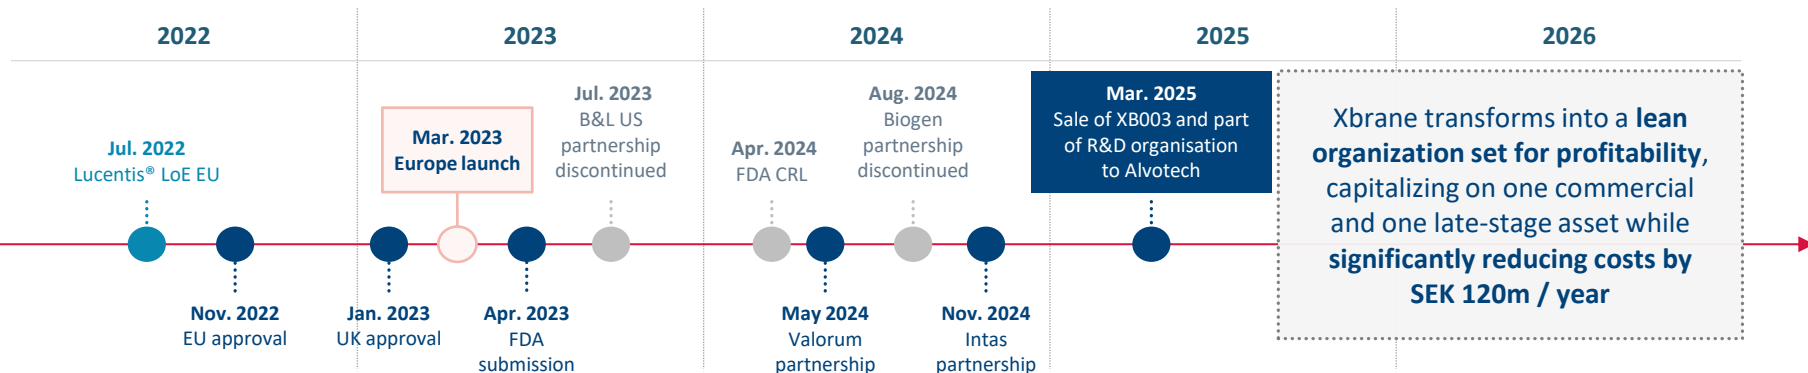 2022
2023
2024
2025
2026
Jul. 2022
Lucentis® LoE EU
Nov. 2022
EU approval
Jan. 2023
UK approval
Mar. 2023
Europe launch
Apr. 2023
FDA
submission
Jul. 2023
B&L US
partnership
discontinued
Apr. 2024
FDA CRL
May 2024
Valorum
partnership
Aug. 2024
Biogen
partnership
discontinued
Nov. 2024
Intas
partnership
Mar. 2025
Sale of XB003 and part
of R&D organisation
to Alvotech
Xbrane transforms into a lean
organization set for profitability,
capitalizing on one commercial
and one late-stage asset while
significantly reducing costs by
SEK 120m / year